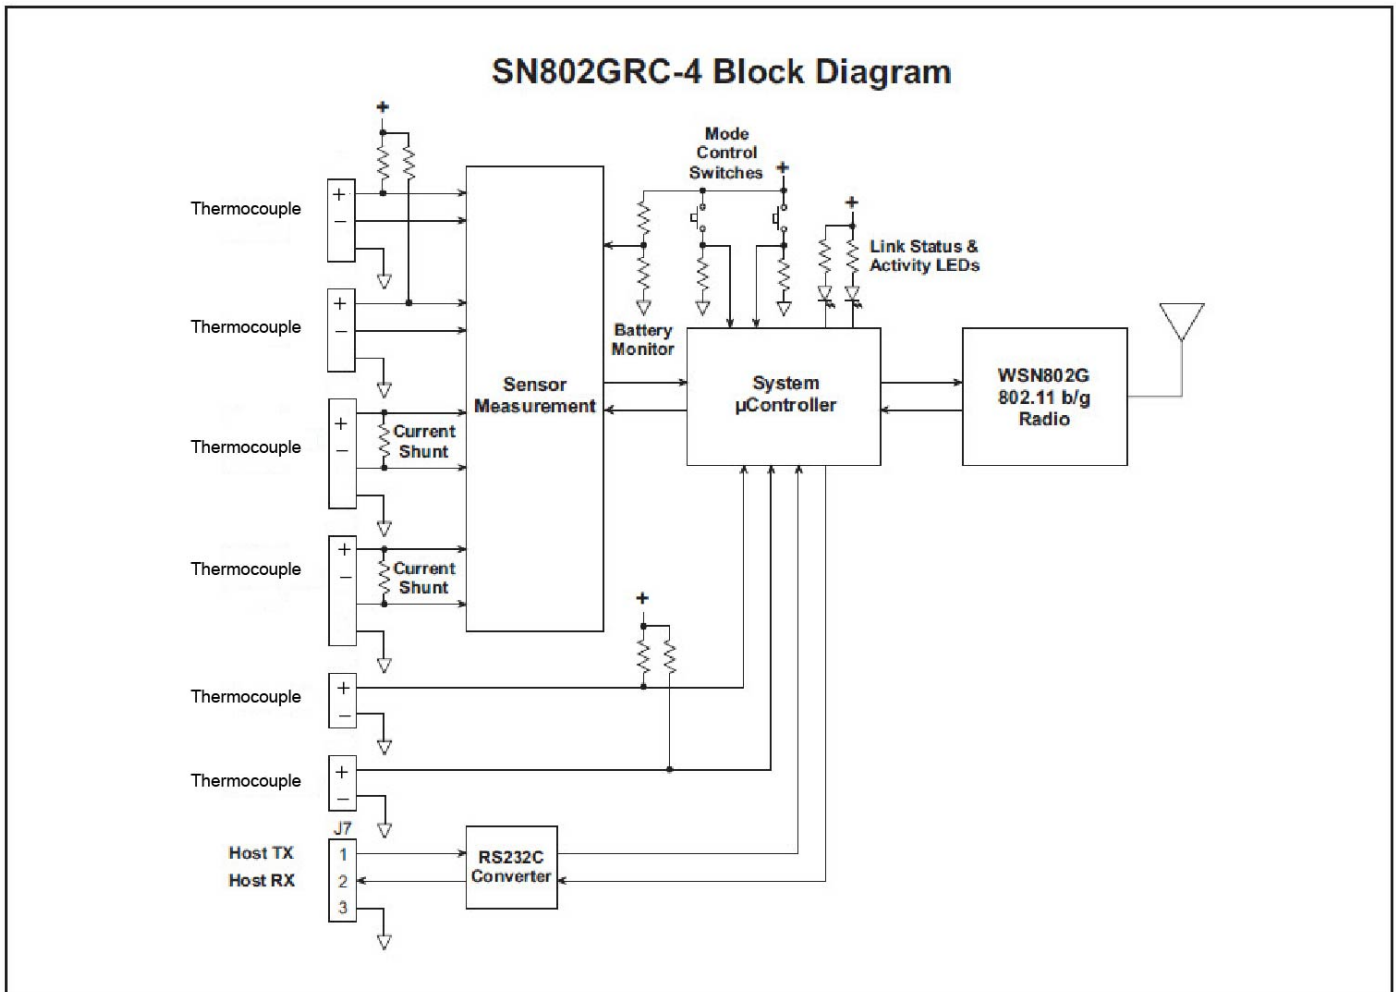 SN802GRC-4 Block Diagram
+
Mode
Control
Switches
+
+
Link Status &
Activity LEDs
Thermocouple
+
−
Thermocouple
+
−
Battery
Monitor
Sensor
Measurement
System
µController
WSN802G
802.11 b/g
Radio
Thermocouple
+
−
Current
Shunt
Thermocouple
+
−
Current
Shunt
+
Thermocouple
+
−
Thermocouple
+
−
J7
Host TX
1
Host RX
2
3
RS232C
Converter